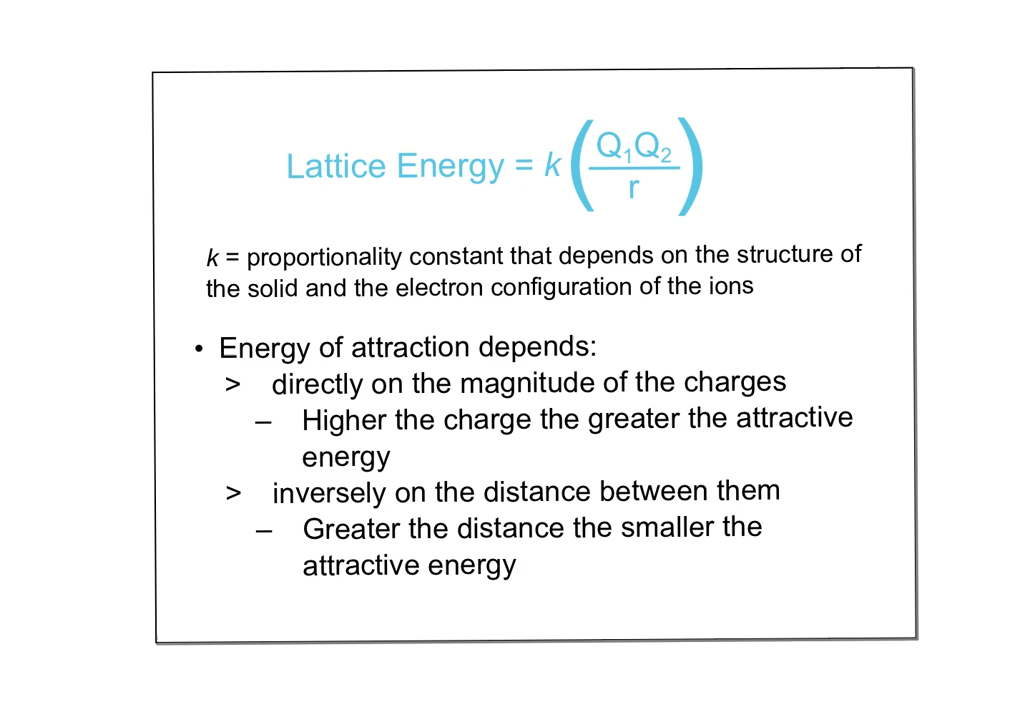 Lattice Energy = k (Q₁Q₂ / r)
k = proportionality constant that depends on the structure of
the solid and the electron configuration of the ions
• Energy of attraction depends:
> directly on the magnitude of the charges
– Higher the charge the greater the attractive
energy
> inversely on the distance between them
– Greater the distance the smaller the
attractive energy